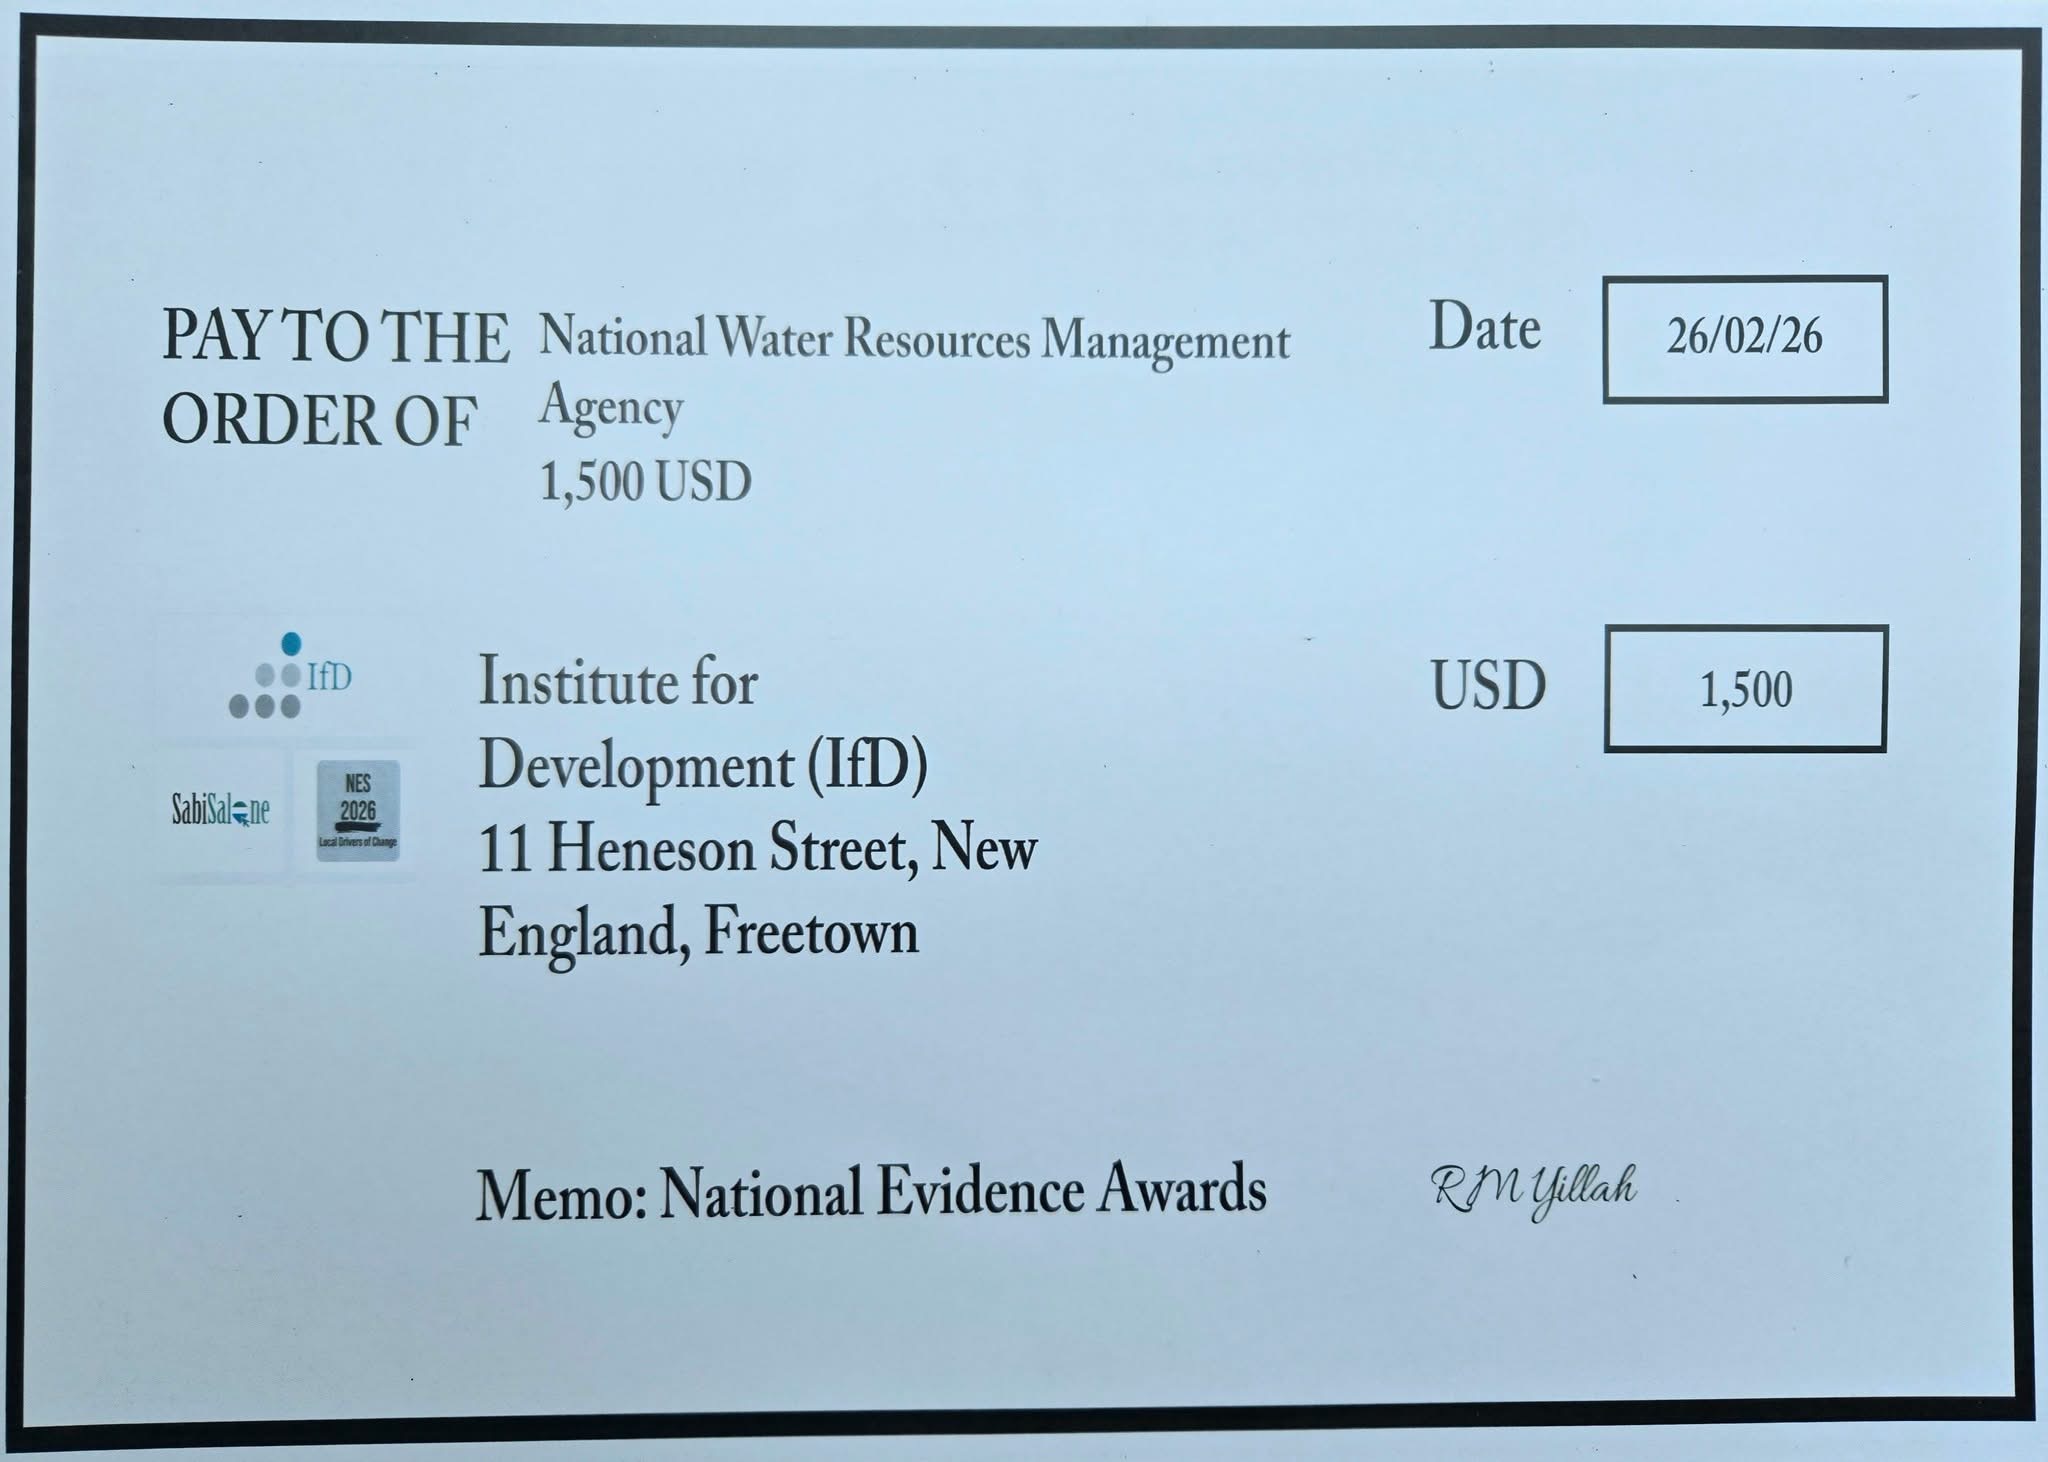 PAY TO THE
ORDER OF
National Water Resources Management
Agency
1,500 USD
Date
26/02/26
IfD
SabiSalone
NES
2026
Local Drivers of Change
Institute for
Development (IfD)
11 Heneson Street, New
England, Freetown
USD
1,500
Memo: National Evidence Awards
RM Yillah